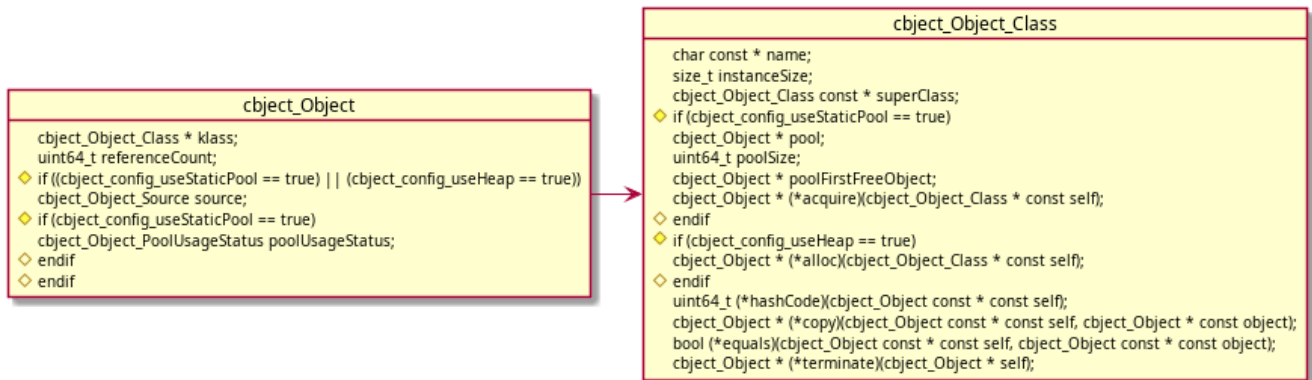 cbject_Object
cbject_Object_Class * klass;
uint64_t referenceCount;
if ((cbject_config_useStaticPool == true) || (cbject_config_useHeap == true))
cbject_Object_Source source;
if (cbject_config_useStaticPool == true)
cbject_Object_PoolUsageStatus poolUsageStatus;
endif
endif
cbject_Object_Class
char const * name;
size_t instanceSize;
cbject_Object_Class const * superClass;
if (cbject_config_useStaticPool == true)
cbject_Object * pool;
uint64_t poolSize;
cbject_Object * poolFirstFreeObject;
cbject_Object * (*acquire)(cbject_Object_Class * const self);
endif
if (cbject_config_useHeap == true)
cbject_Object * (*alloc)(cbject_Object_Class * const self);
endif
uint64_t (*hashCode)(cbject_Object const * const self);
cbject_Object * (*copy)(cbject_Object const * const self, cbject_Object * const object);
bool (*equals)(cbject_Object const * const self, cbject_Object const * const object);
cbject_Object * (*terminate)(cbject_Object * self);